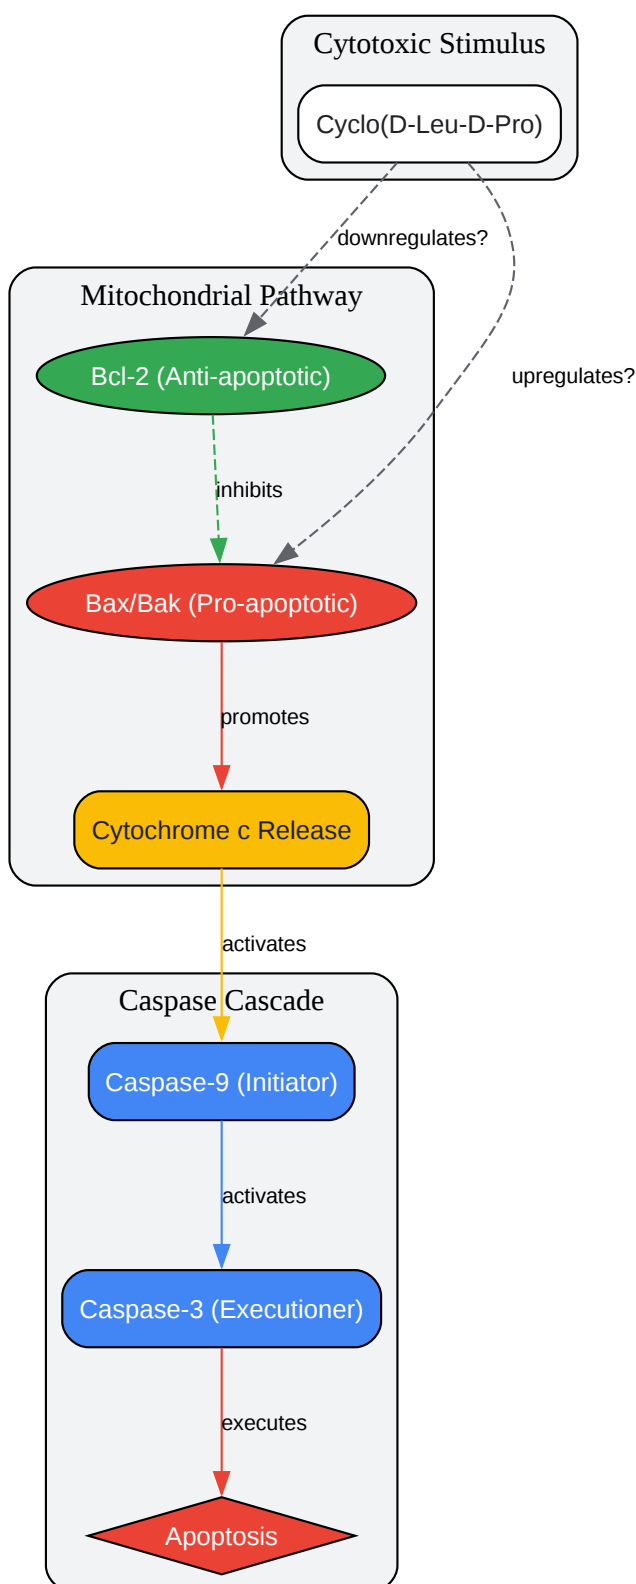 Cytotoxic Stimulus
Cyclo(D-Leu-D-Pro)
downregulates?
Mitochondrial Pathway
Bcl-2 (Anti-apoptotic)
upregulates?
inhibits
Bax/Bak (Pro-apoptotic)
promotes
Cytochrome c Release
activates
Caspase Cascade
Caspase-9 (Initiator)
activates
Caspase-3 (Executioner)
executes
Apoptosis